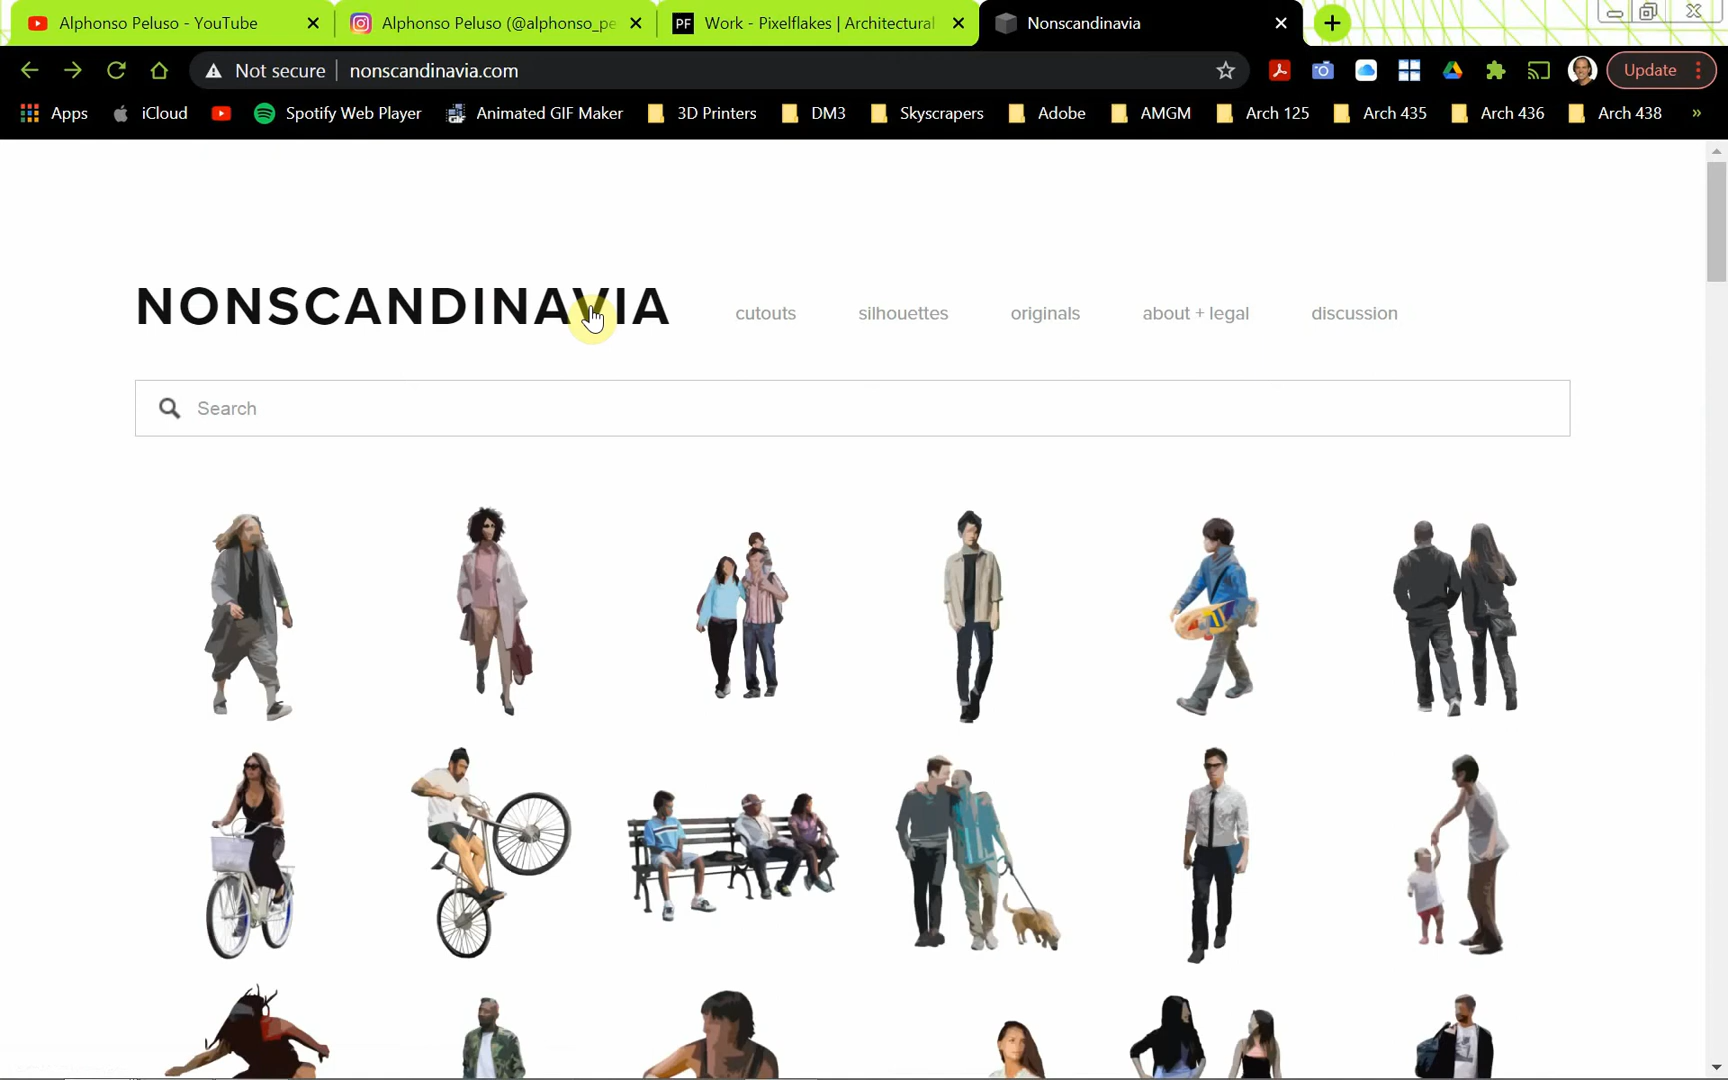 Alphonso Peluso - YouTube
Alphonso Peluso (@alphonso_pe
PF Work - Pixelflakes | Architectural
Nonscandinavia
Not secure nonscandinavia.com
Update
Apps iCloud Spotify Web Player Animated GIF Maker 3D Printers DM3 Skyscrapers Adobe AMGM Arch 125 Arch 435 Arch 436 Arch 438 »
NONSCANDINAVIA cutouts silhouettes originals about + legal discussion
Search